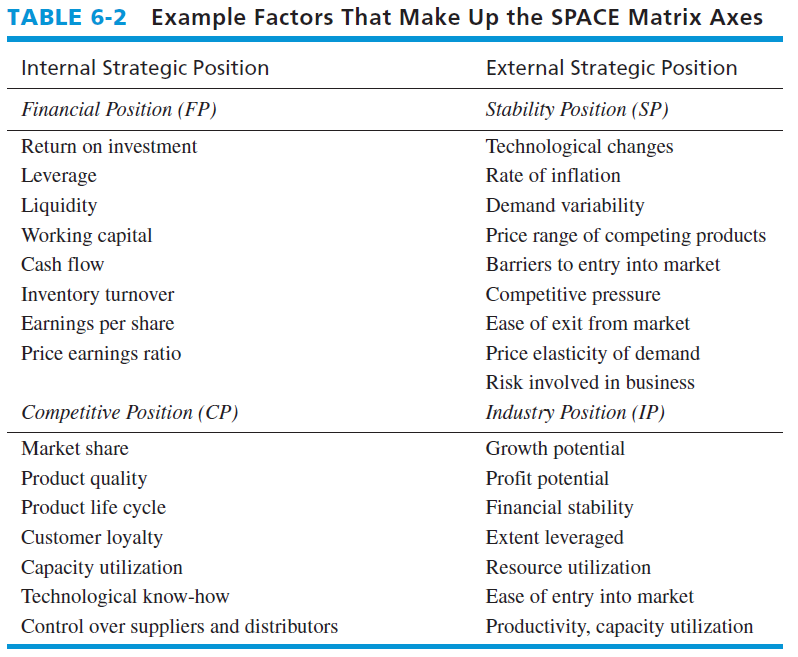 TABLE 6-2 Example Factors That Make Up the SPACE Matrix Axes
Internal Strategic Position External Strategic Position
Financial Position (FP) Stability Position (SP)
Return on investment Technological changes
Leverage Rate of inflation
Liquidity Demand variability
Working capital Price range of competing products
Cash flow Barriers to entry into market
Inventory turnover Competitive pressure
Earnings per share Ease of exit from market
Price earnings ratio Price elasticity of demand
Risk involved in business
Competitive Position (CP) Industry Position (IP)
Market share Growth potential
Product quality Profit potential
Product life cycle Financial stability
Customer loyalty Extent leveraged
Capacity utilization Resource utilization
Technological know-how Ease of entry into market
Control over suppliers and distributors Productivity, capacity utilization